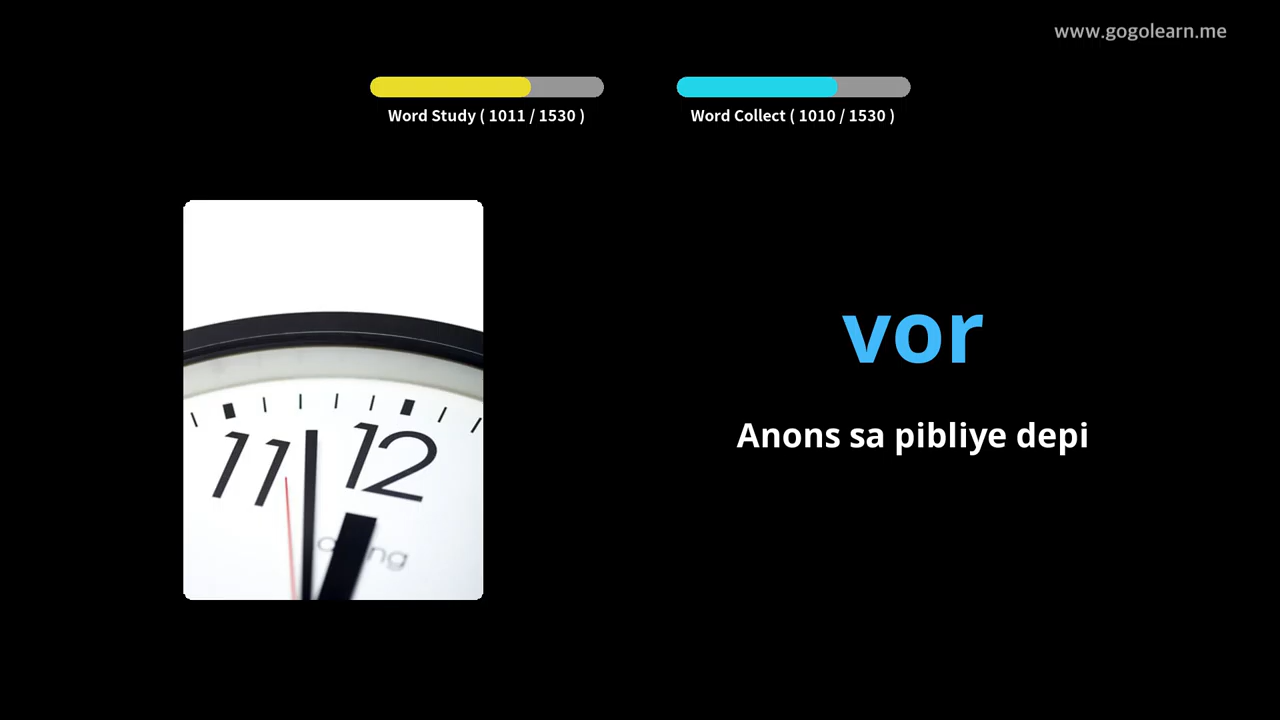 www.gogolearn.me
Word Study ( 1011 / 1530 )
Word Collect ( 1010 / 1530 )
11 12
vor
Anons sa pibliye depi